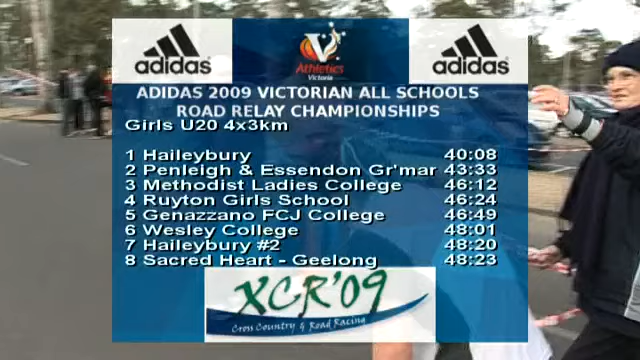 adidas
Athletics
Victoria
adidas
ADIDAS 2009 VICTORIAN ALL SCHOOLS
ROAD RELAY CHAMPIONSHIPS
Girls U20 4x3km
1 Haileybury 40:08
2 Penleigh & Essendon Gr'mar 43:33
3 Methodist Ladies College 46:12
4 Ruyton Girls School 46:24
5 Genazzano FCJ College 46:49
6 Wesley College 48:01
7 Haileybury #2 48:20
8 Sacred Heart - Geelong 48:23
XCR'09
Cross Country & Road Racing